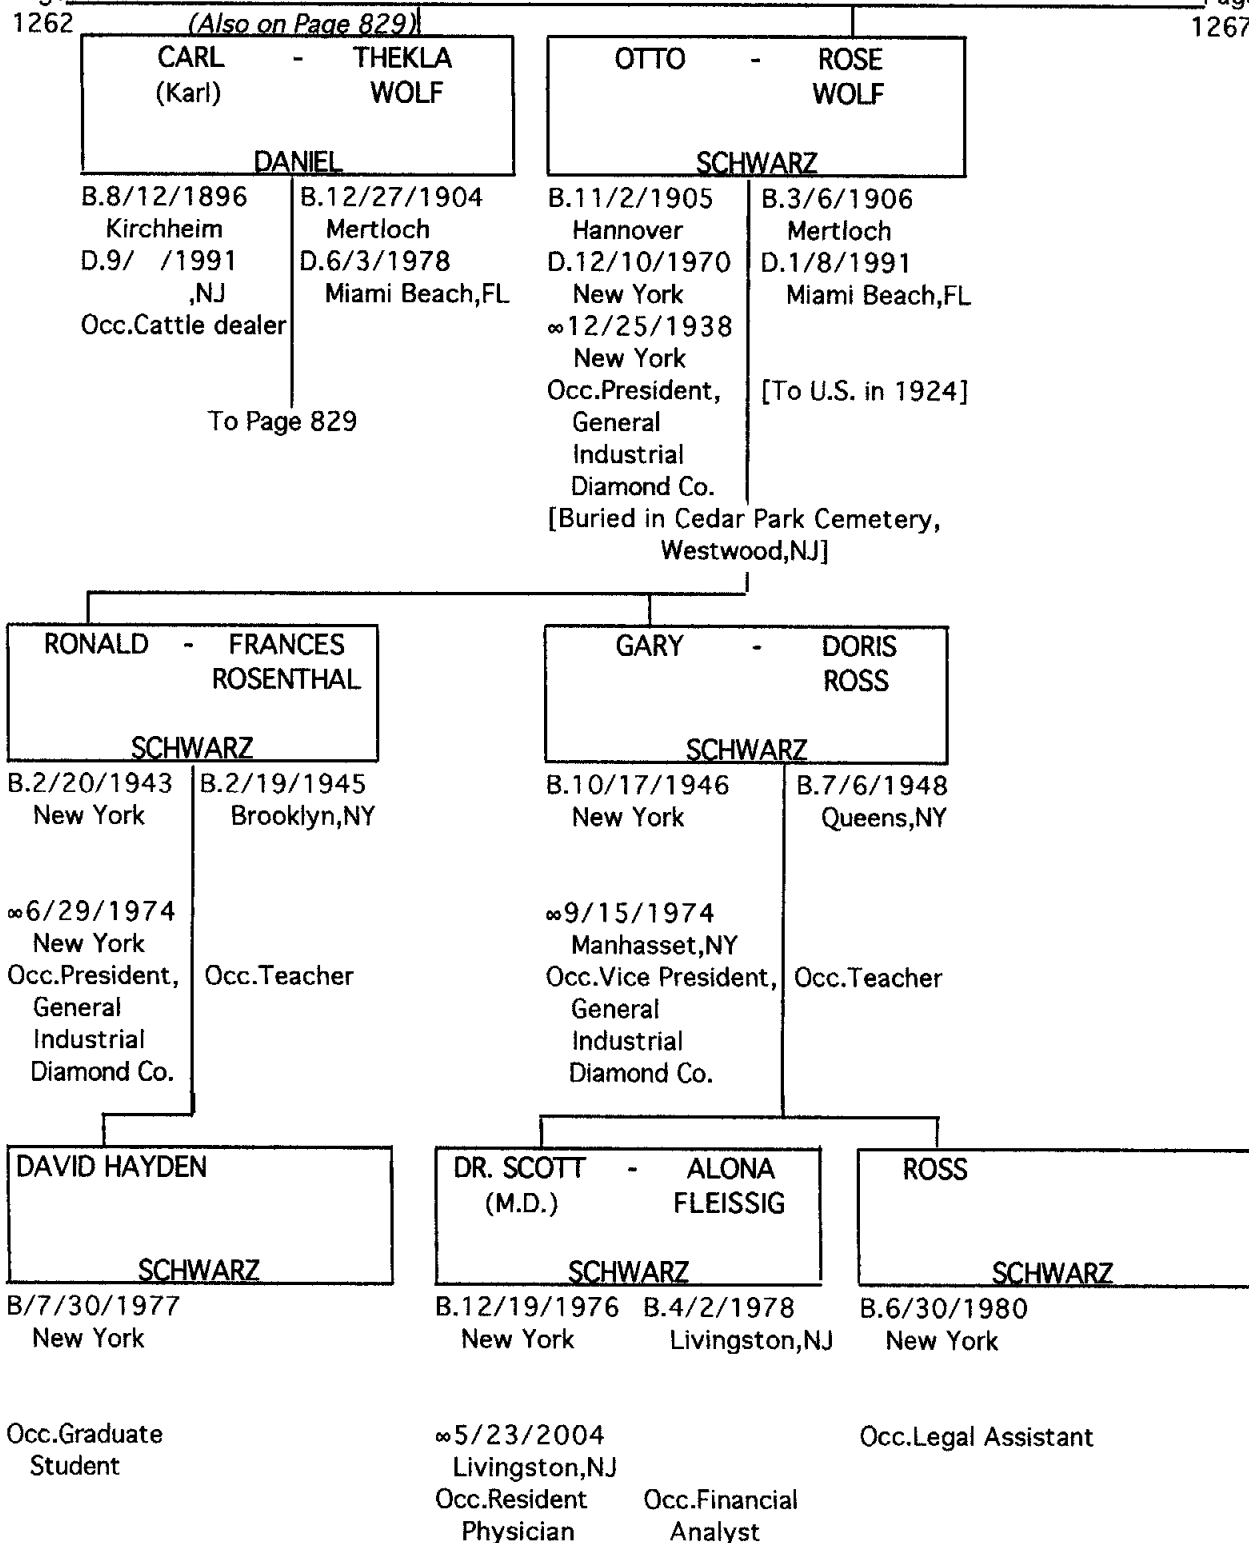 1262
(Also on Page 829)
1267
CARL - THEKLA
(Karl) WOLF
DANIEL
B.8/12/1896 B.12/27/1904
Kirchheim Mertloch
D.9/ /1991 D.6/3/1978
,NJ Miami Beach,FL
Occ.Cattle dealer
To Page 829
OTTO - ROSE
WOLF
SCHWARZ
B.11/2/1905 B.3/6/1906
Hannover Mertloch
D.12/10/1970 D.1/8/1991
New York Miami Beach,FL
∞12/25/1938
New York
Occ.President, [To U.S. in 1924]
General
Industrial
Diamond Co.
[Buried in Cedar Park Cemetery,
Westwood,NJ]
RONALD - FRANCES
ROSENTHAL
SCHWARZ
B.2/20/1943 B.2/19/1945
New York Brooklyn,NY
∞6/29/1974
New York
Occ.President, Occ.Teacher
General
Industrial
Diamond Co.
GARY - DORIS
ROSS
SCHWARZ
B.10/17/1946 B.7/6/1948
New York Queens,NY
∞9/15/1974
Manhasset,NY
Occ.Vice President, Occ.Teacher
General
Industrial
Diamond Co.
DAVID HAYDEN
SCHWARZ
B/7/30/1977
New York
Occ.Graduate
Student
DR. SCOTT - ALONA
(M.D.) FLEISSIG
SCHWARZ
B.12/19/1976 B.4/2/1978
New York Livingston,NJ
∞5/23/2004
Livingston,NJ
Occ.Resident Occ.Financial
Physician Analyst
ROSS
SCHWARZ
B.6/30/1980
New York
Occ.Legal Assistant